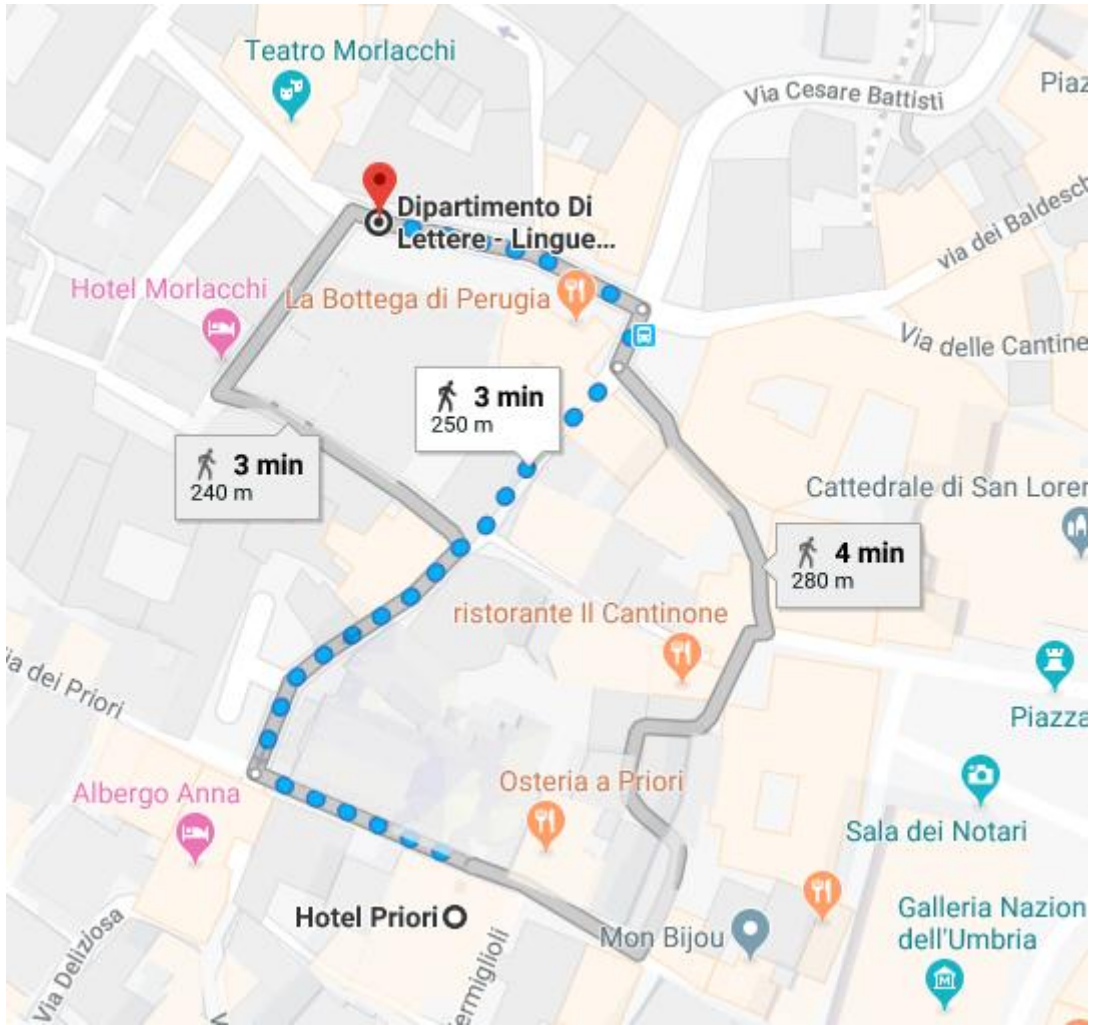 Teatro Morlacchi
Via Cesare Battisti
Piaz
Dipartimento Di
Lettere - Lingue...
via dei Baldesch
Hotel Morlacchi
La Bottega di Perugia
Via delle Cantine
3 min
250 m
3 min
240 m
Cattedrale di San Loren
4 min
280 m
ristorante Il Cantinone
ia dei Priori
Piazza
Albergo Anna
Osteria a Priori
Sala dei Notari
Hotel Priori
Mon Bijou
Galleria Nazion
dell'Umbria
Via Deliziosa
ermiglioli
V